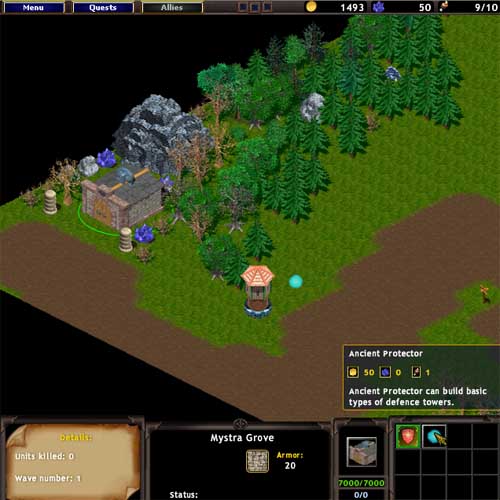 Menu Quests Allies 1493 50 9/10
Ancient Protector
50 0 1
Ancient Protector can build basic
types of defence towers.
Details:
Units killed: 0
Wave number: 1
Mystra Grove
Armor:
20
Status:
7000/7000
0/0